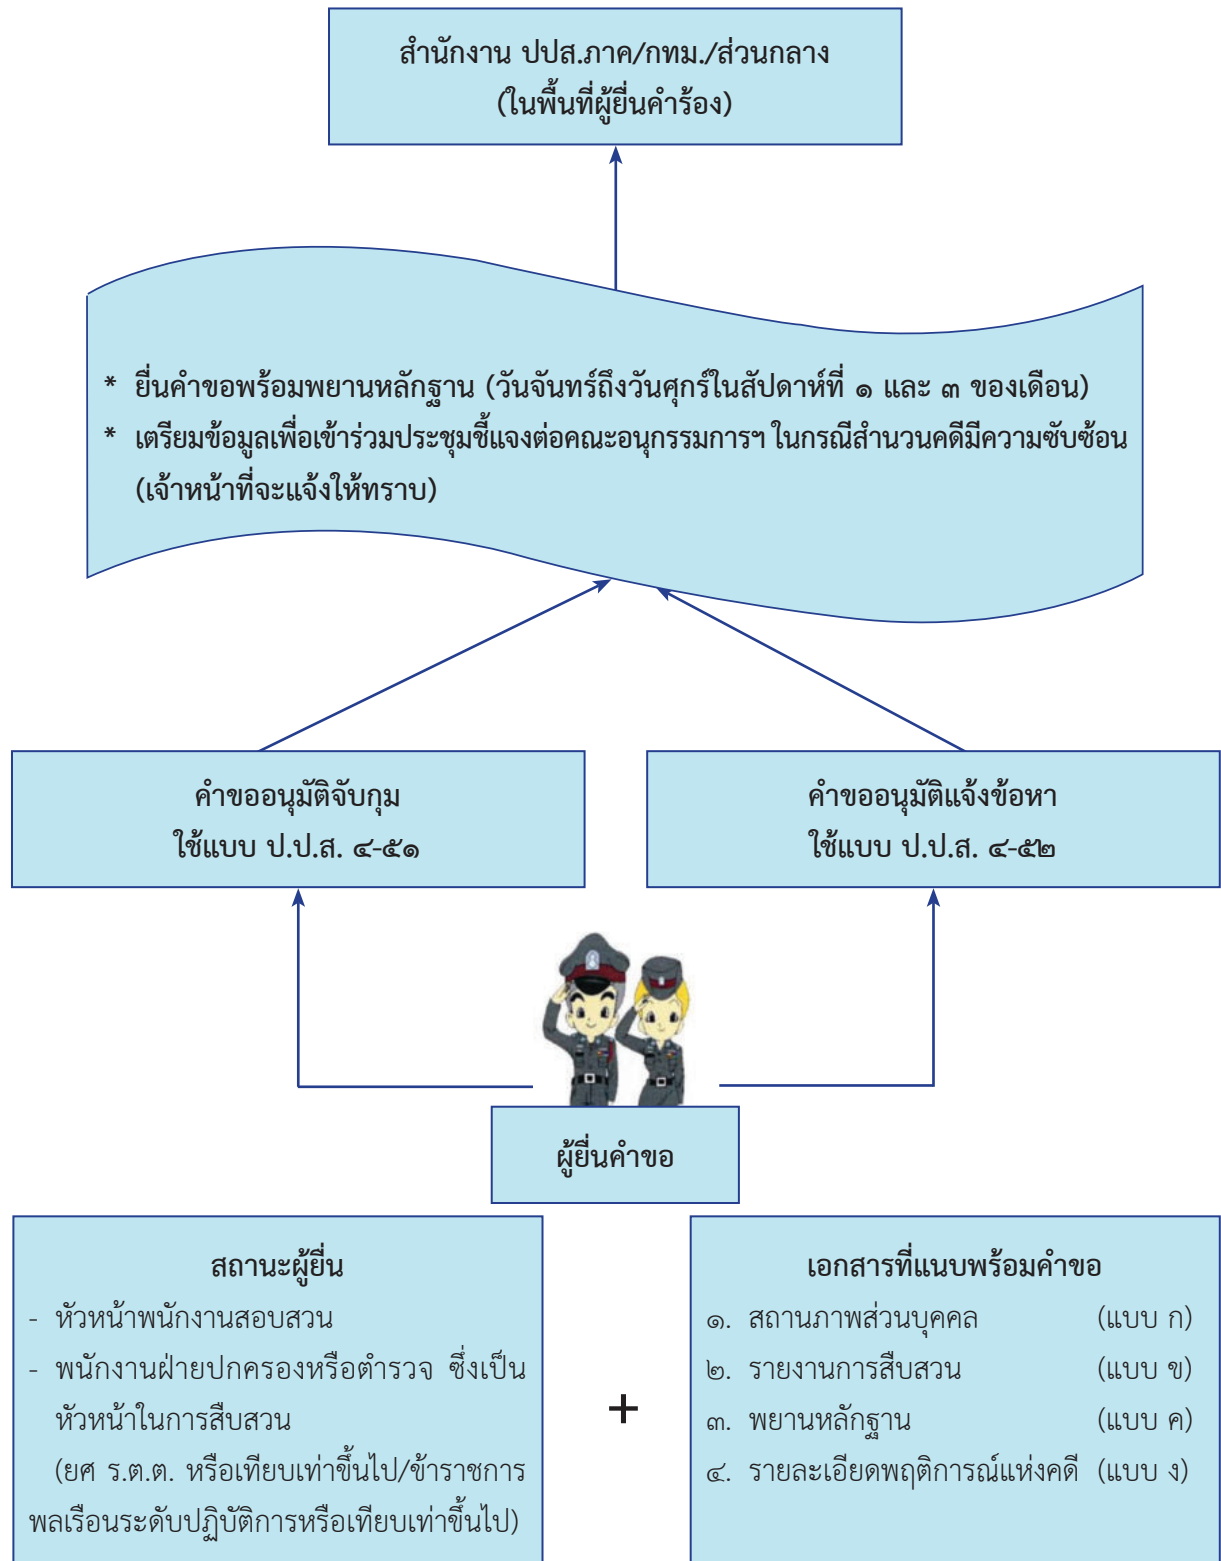 สำนักงาน ปปส.ภาค/กทม./ส่วนกลาง
(ในพื้นที่ผู้ยื่นคำร้อง)
* ยื่นคำขอพร้อมพยานหลักฐาน (วันจันทร์ถึงวันศุกร์ในสัปดาห์ที่ ๑ และ ๓ ของเดือน)
* เตรียมข้อมูลเพื่อเข้าร่วมประชุมชี้แจงต่อคณะอนุกรรมการฯ ในกรณีสำนวนคดีมีความซับซ้อน
(เจ้าหน้าที่จะแจ้งให้ทราบ)
คำขออนุมัติจับกุม
ใช้แบบ ป.ป.ส. ๔-๕๑
คำขออนุมัติแจ้งข้อหา
ใช้แบบ ป.ป.ส. ๔-๕๒
ผู้ยื่นคำขอ
สถานะผู้ยื่น
- หัวหน้าพนักงานสอบสวน
- พนักงานฝ่ายปกครองหรือตำรวจ ซึ่งเป็น
หัวหน้าในการสืบสวน
(ยศ ร.ต.ต. หรือเทียบเท่าขึ้นไป/ข้าราชการ
พลเรือนระดับปฏิบัติการหรือเทียบเท่าขึ้นไป)
+
เอกสารที่แนบพร้อมคำขอ
๑. สถานภาพส่วนบุคคล (แบบ ก)
๒. รายงานการสืบสวน (แบบ ข)
๓. พยานหลักฐาน (แบบ ค)
๔. รายละเอียดพฤติการณ์แห่งคดี (แบบ ง)